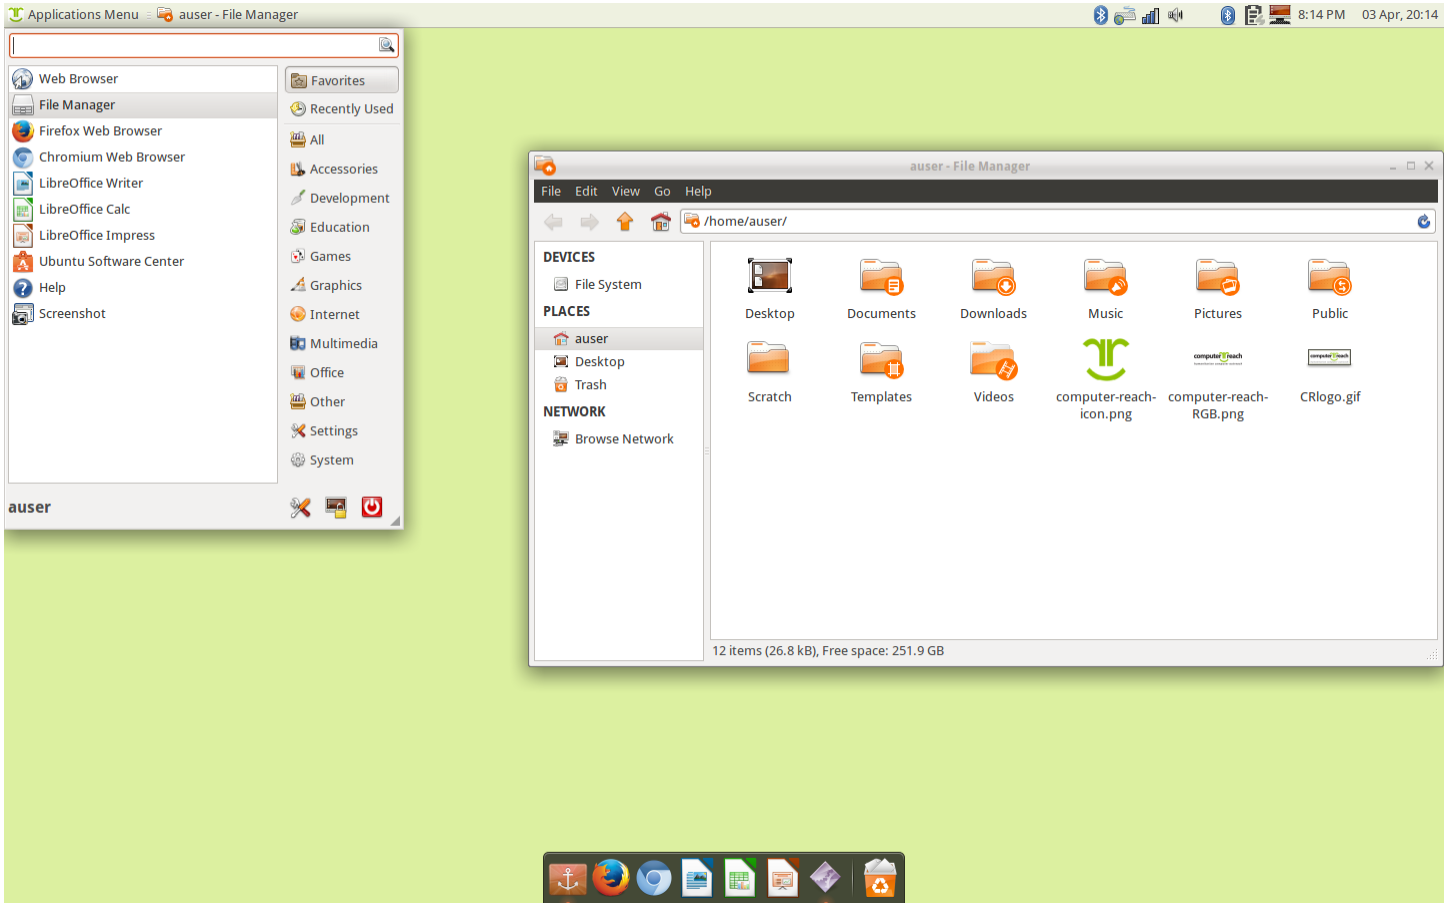 Applications Menu
auser - File Manager
8:14 PM
03 Apr, 20:14
Web Browser
File Manager
Firefox Web Browser
Chromium Web Browser
LibreOffice Writer
LibreOffice Calc
LibreOffice Impress
Ubuntu Software Center
Help
Screenshot
Favorites
Recently Used
All
Accessories
Development
Education
Games
Graphics
Internet
Multimedia
Office
Other
Settings
System
auser
auser - File Manager
File Edit View Go Help
/home/auser/
DEVICES
File System
PLACES
auser
Desktop
Trash
NETWORK
Browse Network
Desktop
Documents
Downloads
Music
Pictures
Public
Scratch
Templates
Videos
computer-reach-
icon.png
computer reach
computer-reach-
RGB.png
computer reach
CRlogo.gif
12 items (26.8 kB), Free space: 251.9 GB